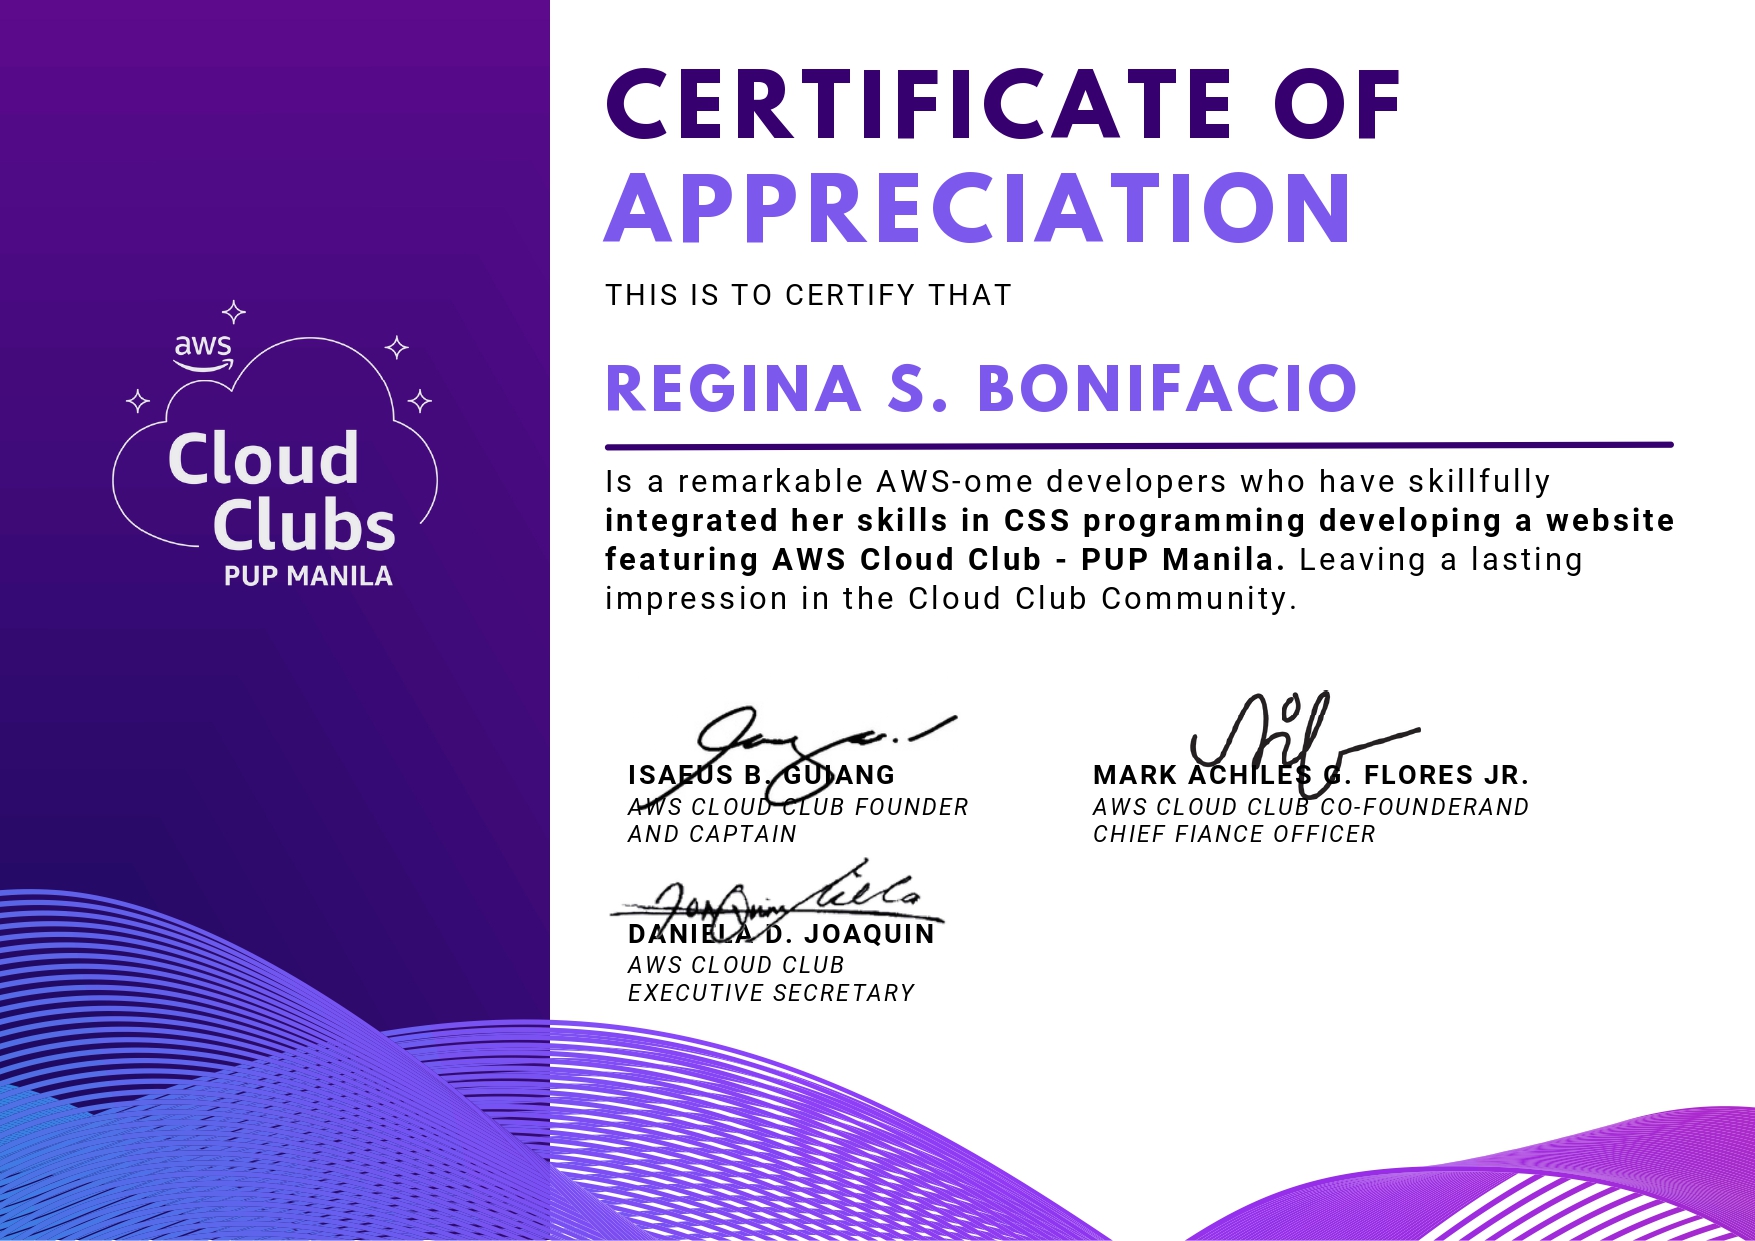 CERTIFICATE OF
APPRECIATION
THIS IS TO CERTIFY THAT
REGINA S. BONIFACIO
Is a remarkable AWS-ome developers who have skillfully
integrated her skills in CSS programming developing a website
featuring AWS Cloud Club - PUP Manila. Leaving a lasting
impression in the Cloud Club Community.
aws
Cloud
Clubs
PUP MANILA
ISAEUS B. GUIANG
AWS CLOUD CLUB FOUNDER
AND CAPTAIN
MARK ACHILES G. FLORES JR.
AWS CLOUD CLUB CO-FOUNDERAND
CHIEF FIANCE OFFICER
DANIELA D. JOAQUIN
AWS CLOUD CLUB
EXECUTIVE SECRETARY